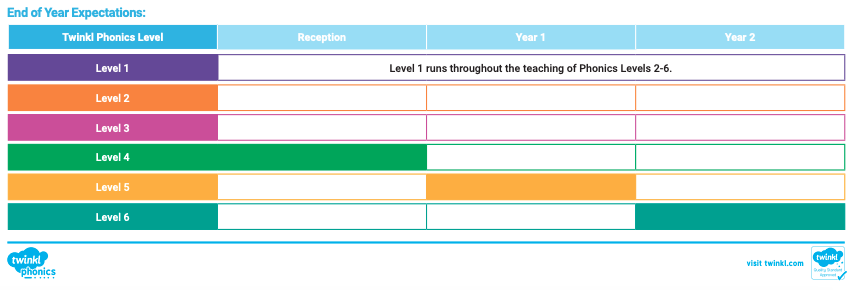 End of Year Expectations:
Twinkl Phonics Level Reception Year 1 Year 2
Level 1 Level 1 runs throughout the teaching of Phonics Levels 2-6.
Level 2
Level 3
Level 4
Level 5
Level 6
twinkl
phonics
visit twinkl.com
twinkl
Quality Standard
Approved